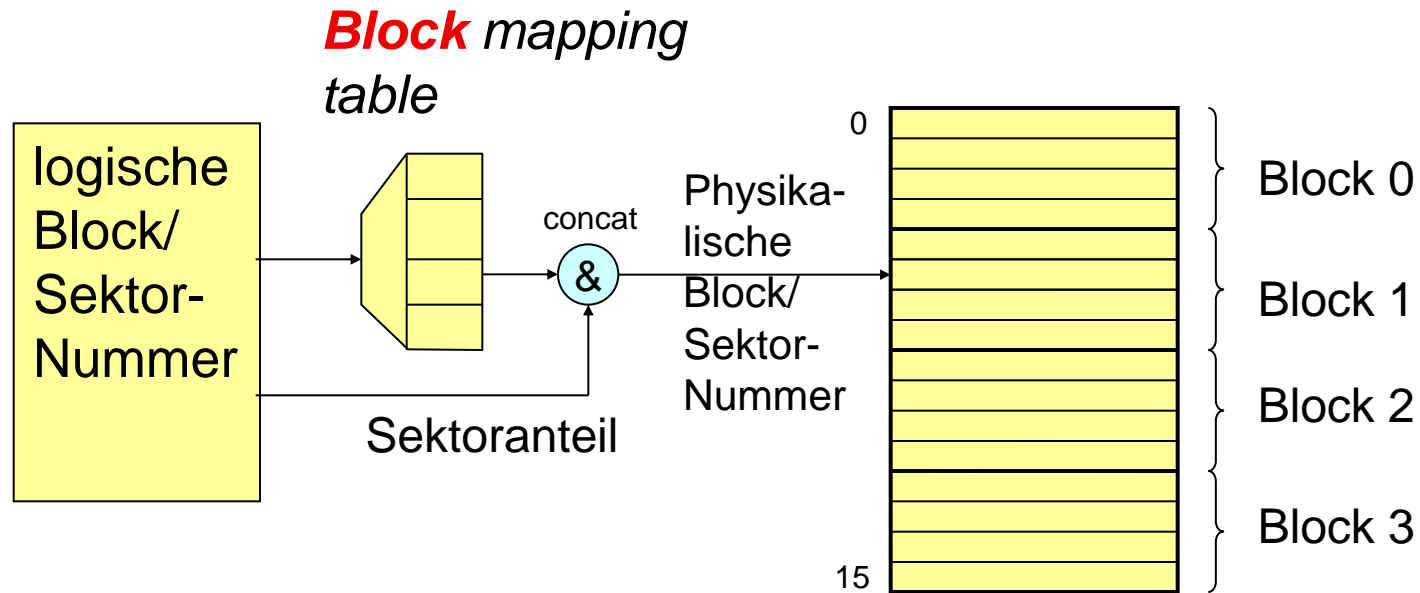 Block mapping
table
logische
Block/
Sektor-
Nummer
concat
&
Sektoranteil
Physika-
lische
Block/
Sektor-
Nummer
0
15
Block 0
Block 1
Block 2
Block 3